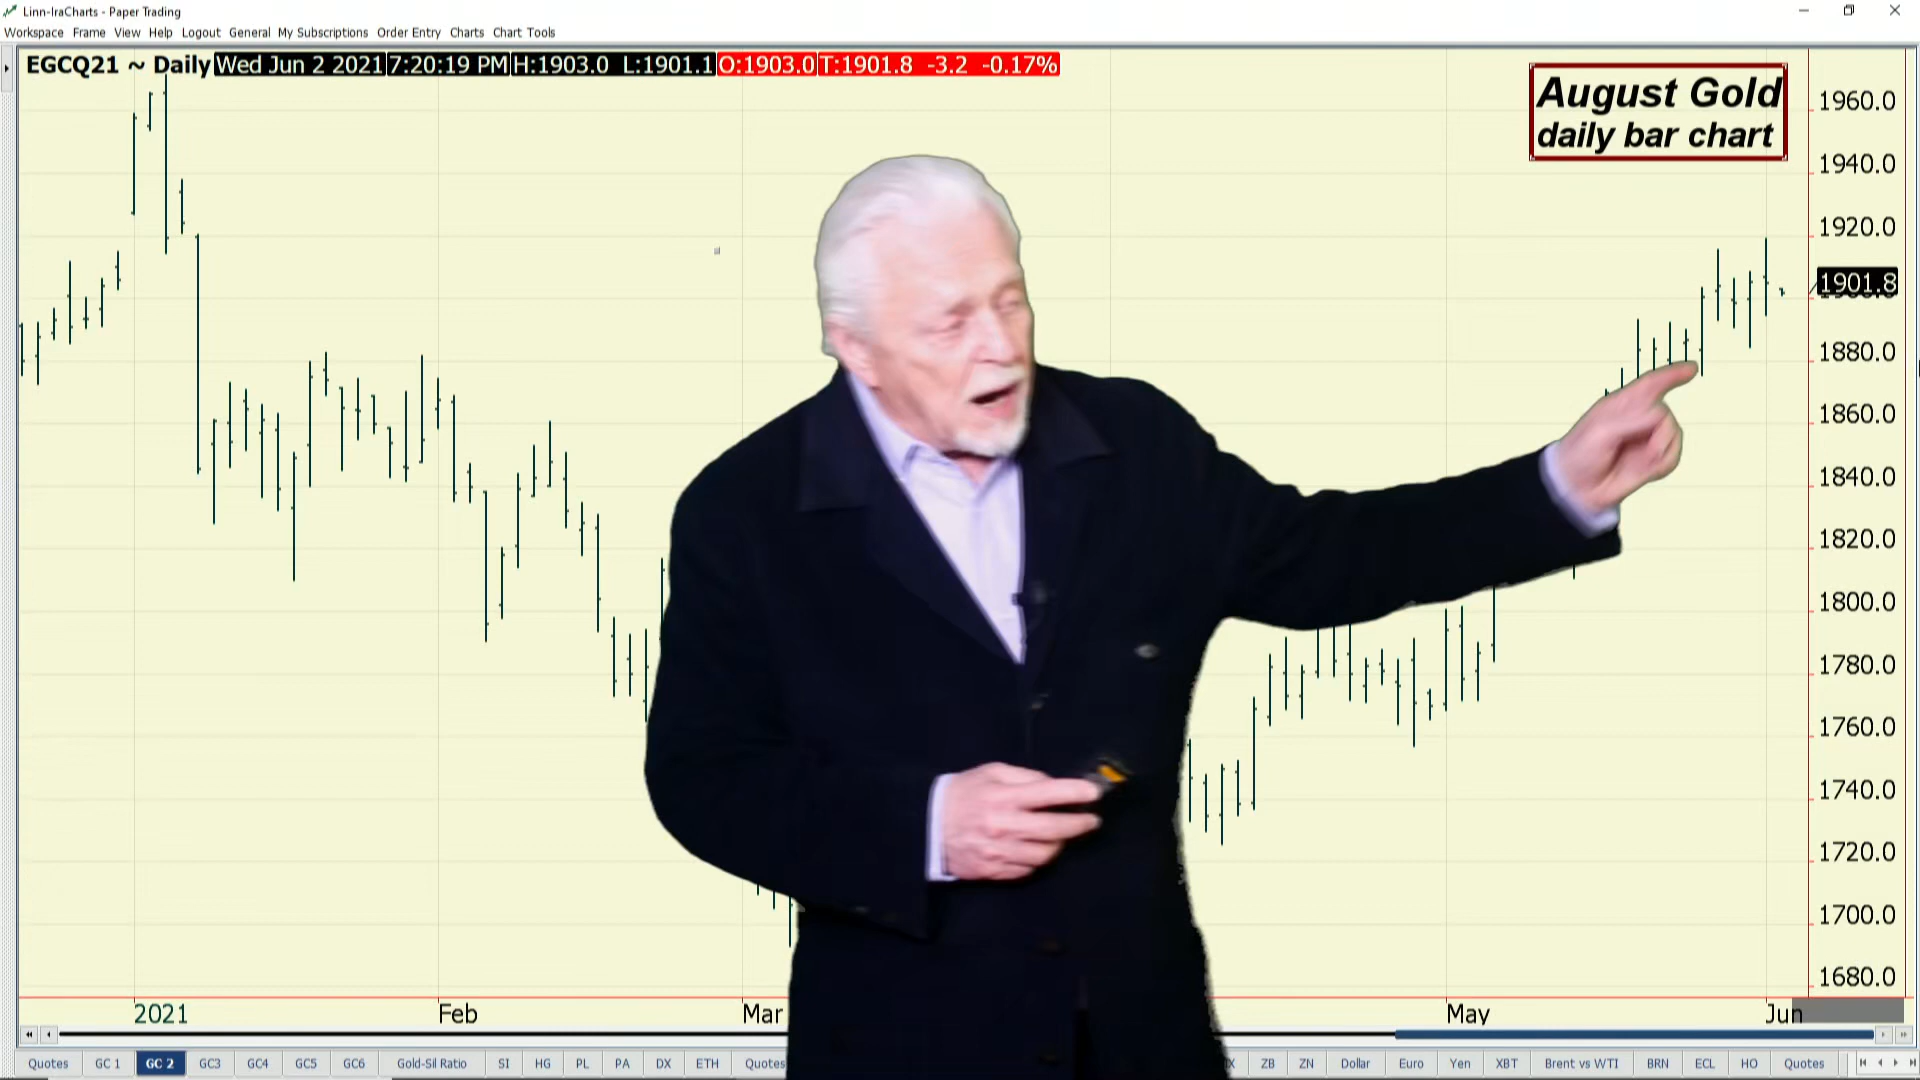 Linn-IraCharts - Paper Trading
Workspace Frame View Help Logout General My Subscriptions Order Entry Charts Chart Tools
EGCQ21 ~ Daily Wed Jun 2 2021 7:20:19 PM H:1903.0 L:1901.1 O:1903.0 T:1901.8 -3.2 -0.17%
August Gold
daily bar chart
1960.0
1940.0
1920.0
1901.8
1880.0
1860.0
1840.0
1820.0
1800.0
1780.0
1760.0
1740.0
1720.0
1700.0
1680.0
2021 Feb Mar May Jun
Quotes GC 1 GC 2 GC3 GC4 GC5 GC6 Gold-Sil Ratio SI HG PL PA DX ETH Quotes ZB ZN Dollar Euro Yen XBT Brent vs WTI BRN ECL HO Quotes